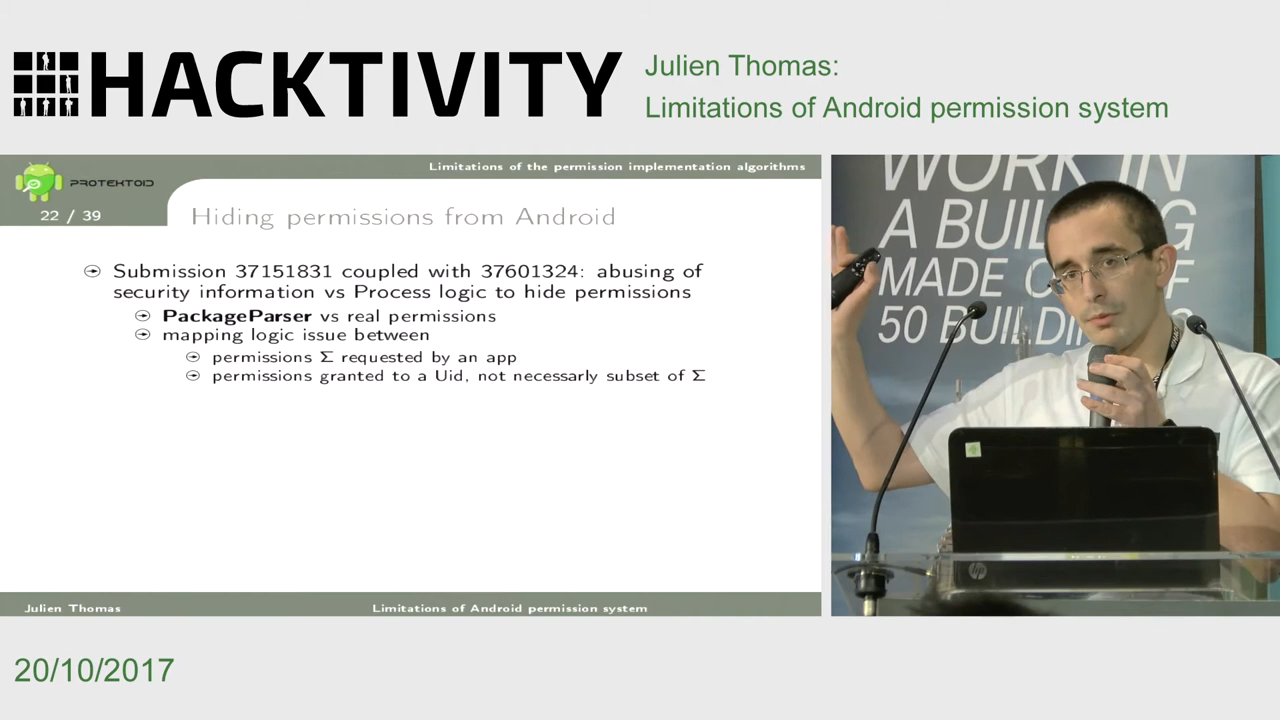 HACKTIVITY
Julien Thomas:
Limitations of Android permission system
Limitations of the permission implementation algorithms
PROTEKTOID
22 / 39
Hiding permissions from Android
Submission 37151831 coupled with 37601324: abusing of
security information vs Process logic to hide permissions
PackageParser vs real permissions
mapping logic issue between
permissions Σ requested by an app
permissions granted to a Uid, not necessarly subset of Σ
Julien Thomas
Limitations of Android permission system
WORK IN
A BUILDING
MADE OF
50 BUILDIN
hp
20/10/2017